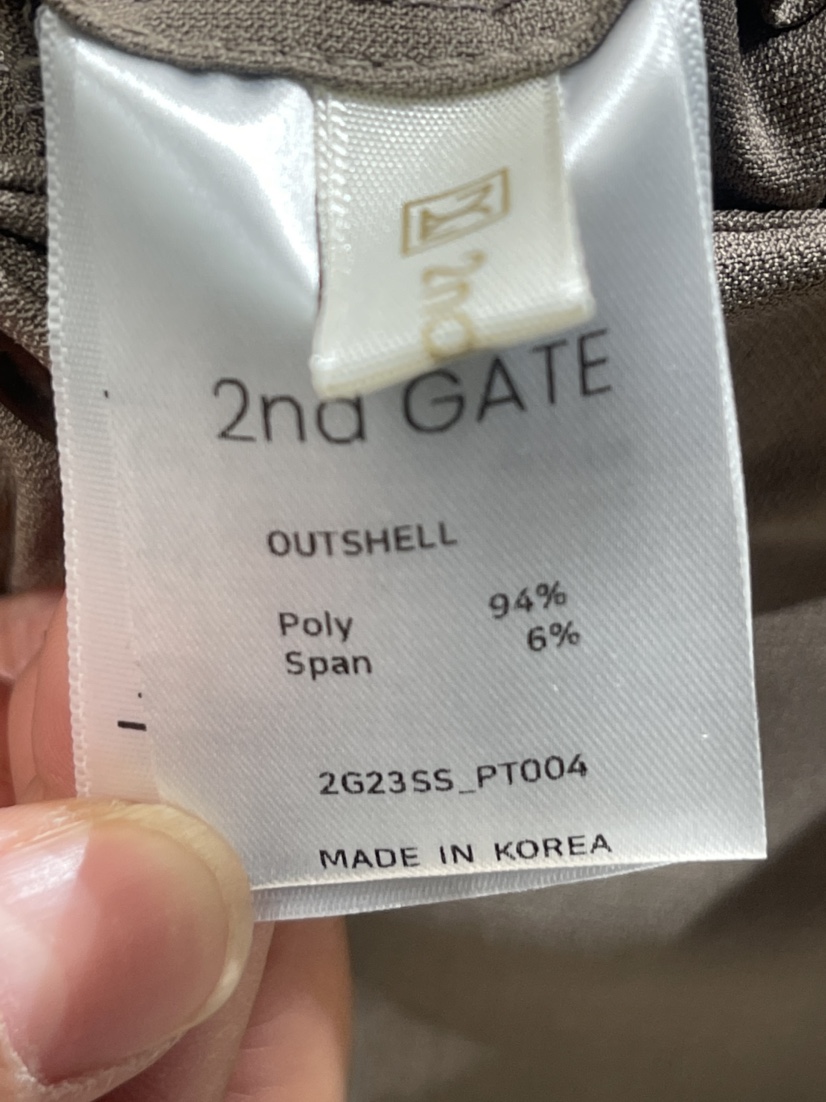 2nd GATE
OUTSHELL
Poly 94%
Span 6%
2G23SS_PT004
MADE IN KOREA